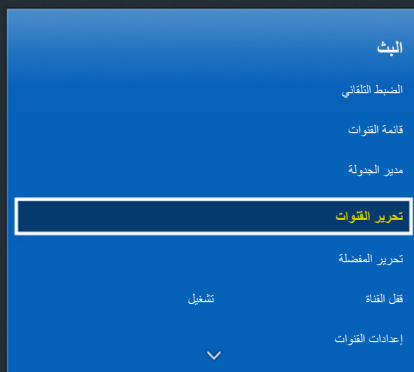 البث
الضبط التلقائي
قائمة القنوات
مدير الجدولة
تحرير القنوات
تحرير المفضلة
قفل القناة تشغيل
إعدادات القنوات